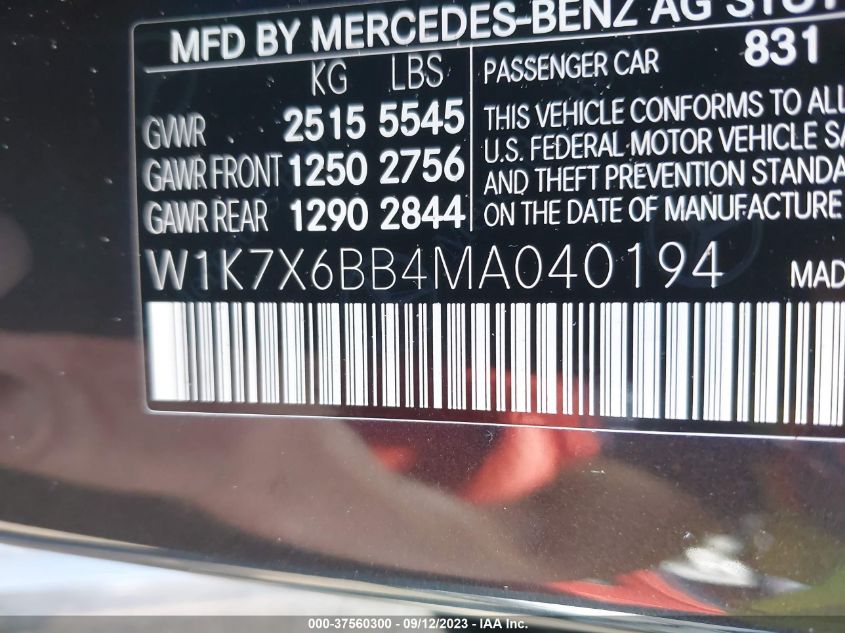 MFD BY MERCEDES-BENZ AG
KG LBS PASSENGER CAR 831
GVWR 2515 5545
GAWR FRONT 1250 2756
GAWR REAR 1290 2844
THIS VEHICLE CONFORMS TO ALL
U.S. FEDERAL MOTOR VEHICLE
AND THEFT PREVENTION
ON THE DATE OF MANUFACTURE
W1K7X6BB4MA040194
000-37560300 - 09/12/2023 - IAA Inc.